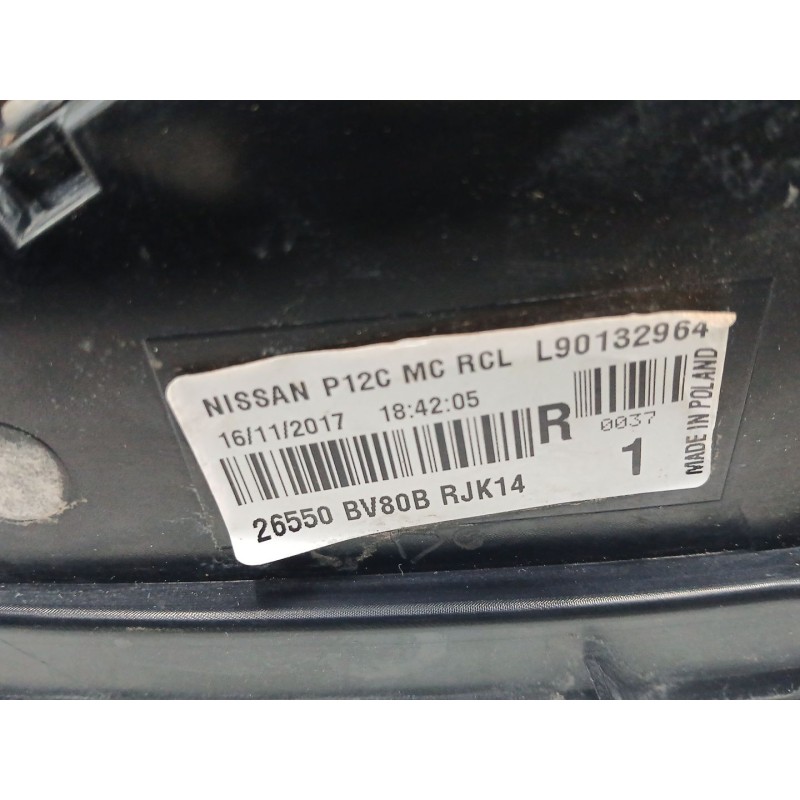 NISSAN P12C MC RCL L90132964
16/11/2017 18:42:05 R 0037
1
26550 BV80B RJK14
MADE IN POLAND